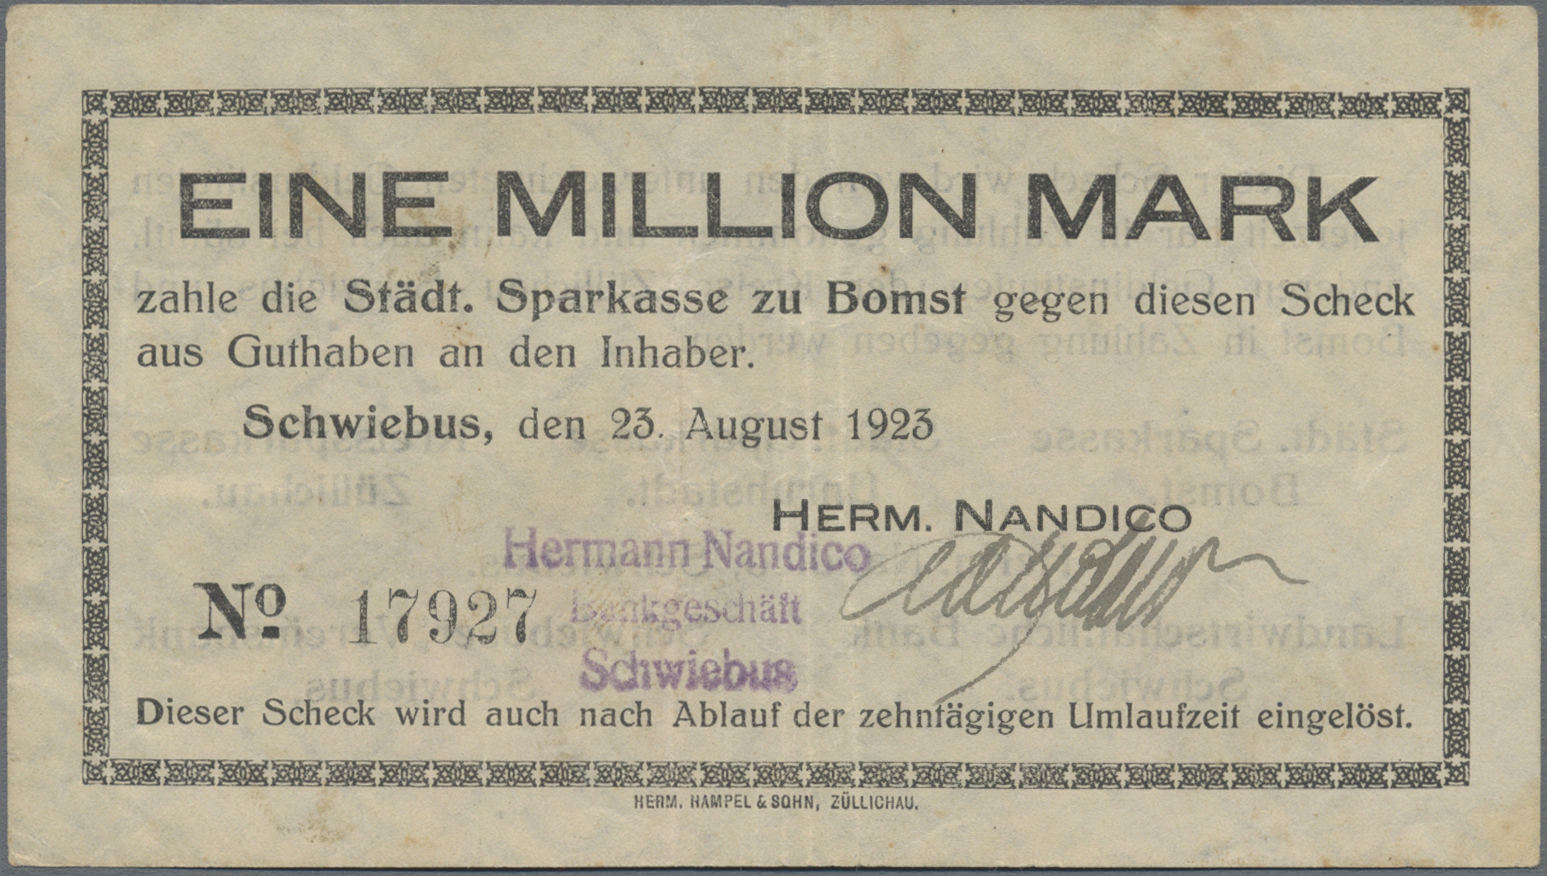 EINE MILLION MARK
zahle die Städt. Sparkasse zu Bomst gegen diesen Scheck
aus Guthaben an den Inhaber.
Schwiebus, den 23. August 1923
HERM. NANDICO
Hermann Nandico
Bankgeschäft
Schwiebus
No 17927
Dieser Scheck wird auch nach Ablauf der zehntägigen Umlaufzeit eingelöst.
HERM. HAMPEL & SOHN, ZÜLLICHAU.